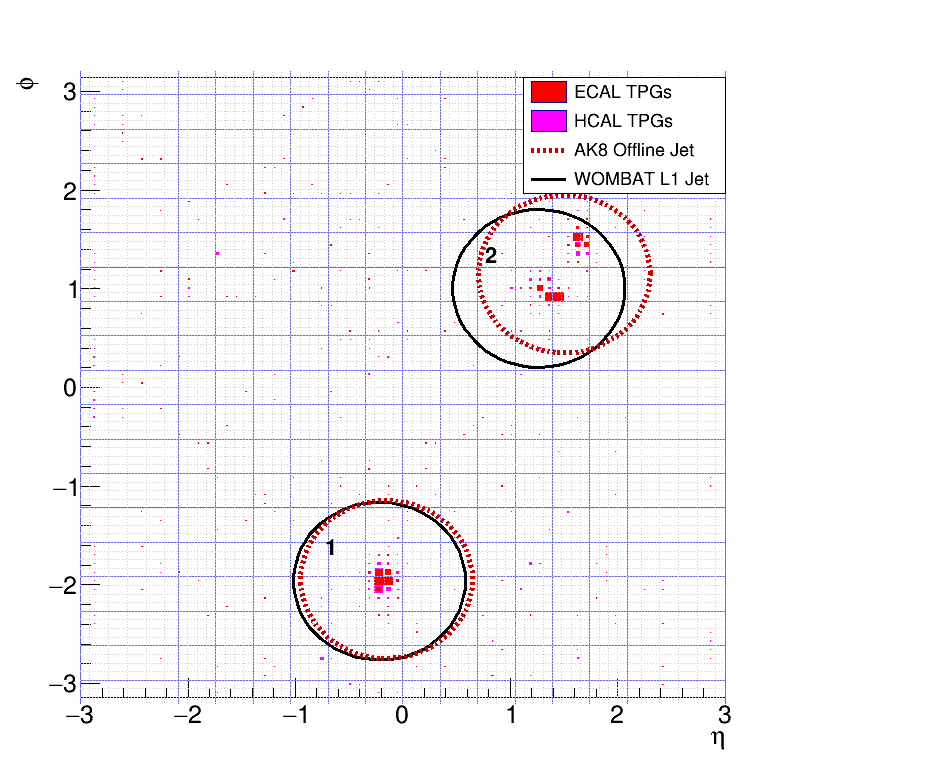 φ
3
ECAL TPGs
HCAL TPGs
AK8 Offline Jet
WOMBAT L1 Jet
2
2
1
0
−1
1
−2
−3
−3 −2 −1 0 1 2 3
η